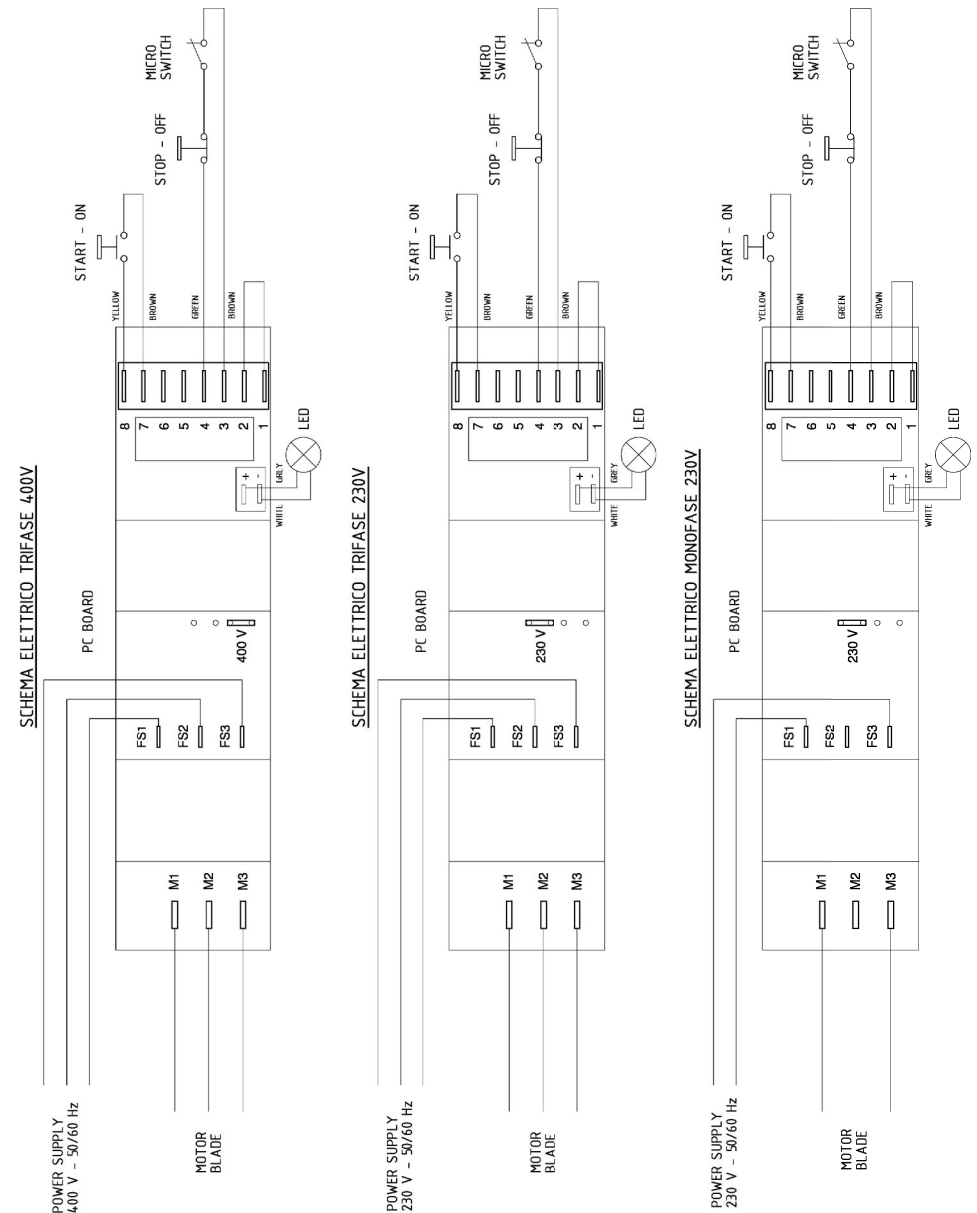 SCHEMA ELETTRICO TRIFASE 400V
POWER SUPPLY
400 V - 50/60 Hz
PC BOARD
START - ON
STOP - OFF
MICRO
SWITCH
MOTOR
BLADE
M1
M2
M3
FS1
FS2
FS3
400 V
8
7
6
5
4
3
2
1
YELLOW
BROWN
GREEN
BROWN
+
-
WHITE
GREY
LED
SCHEMA ELETTRICO TRIFASE 230V
POWER SUPPLY
230 V - 50/60 Hz
PC BOARD
START - ON
STOP - OFF
MICRO
SWITCH
MOTOR
BLADE
M1
M2
M3
FS1
FS2
FS3
230 V
8
7
6
5
4
3
2
1
YELLOW
BROWN
GREEN
BROWN
+
-
WHITE
GREY
LED
SCHEMA ELETTRICO MONOFASE 230V
POWER SUPPLY
230 V - 50/60 Hz
PC BOARD
START - ON
STOP - OFF
MICRO
SWITCH
MOTOR
BLADE
M1
M2
M3
FS1
FS2
FS3
230 V
8
7
6
5
4
3
2
1
YELLOW
BROWN
GREEN
BROWN
+
-
WHITE
GREY
LED